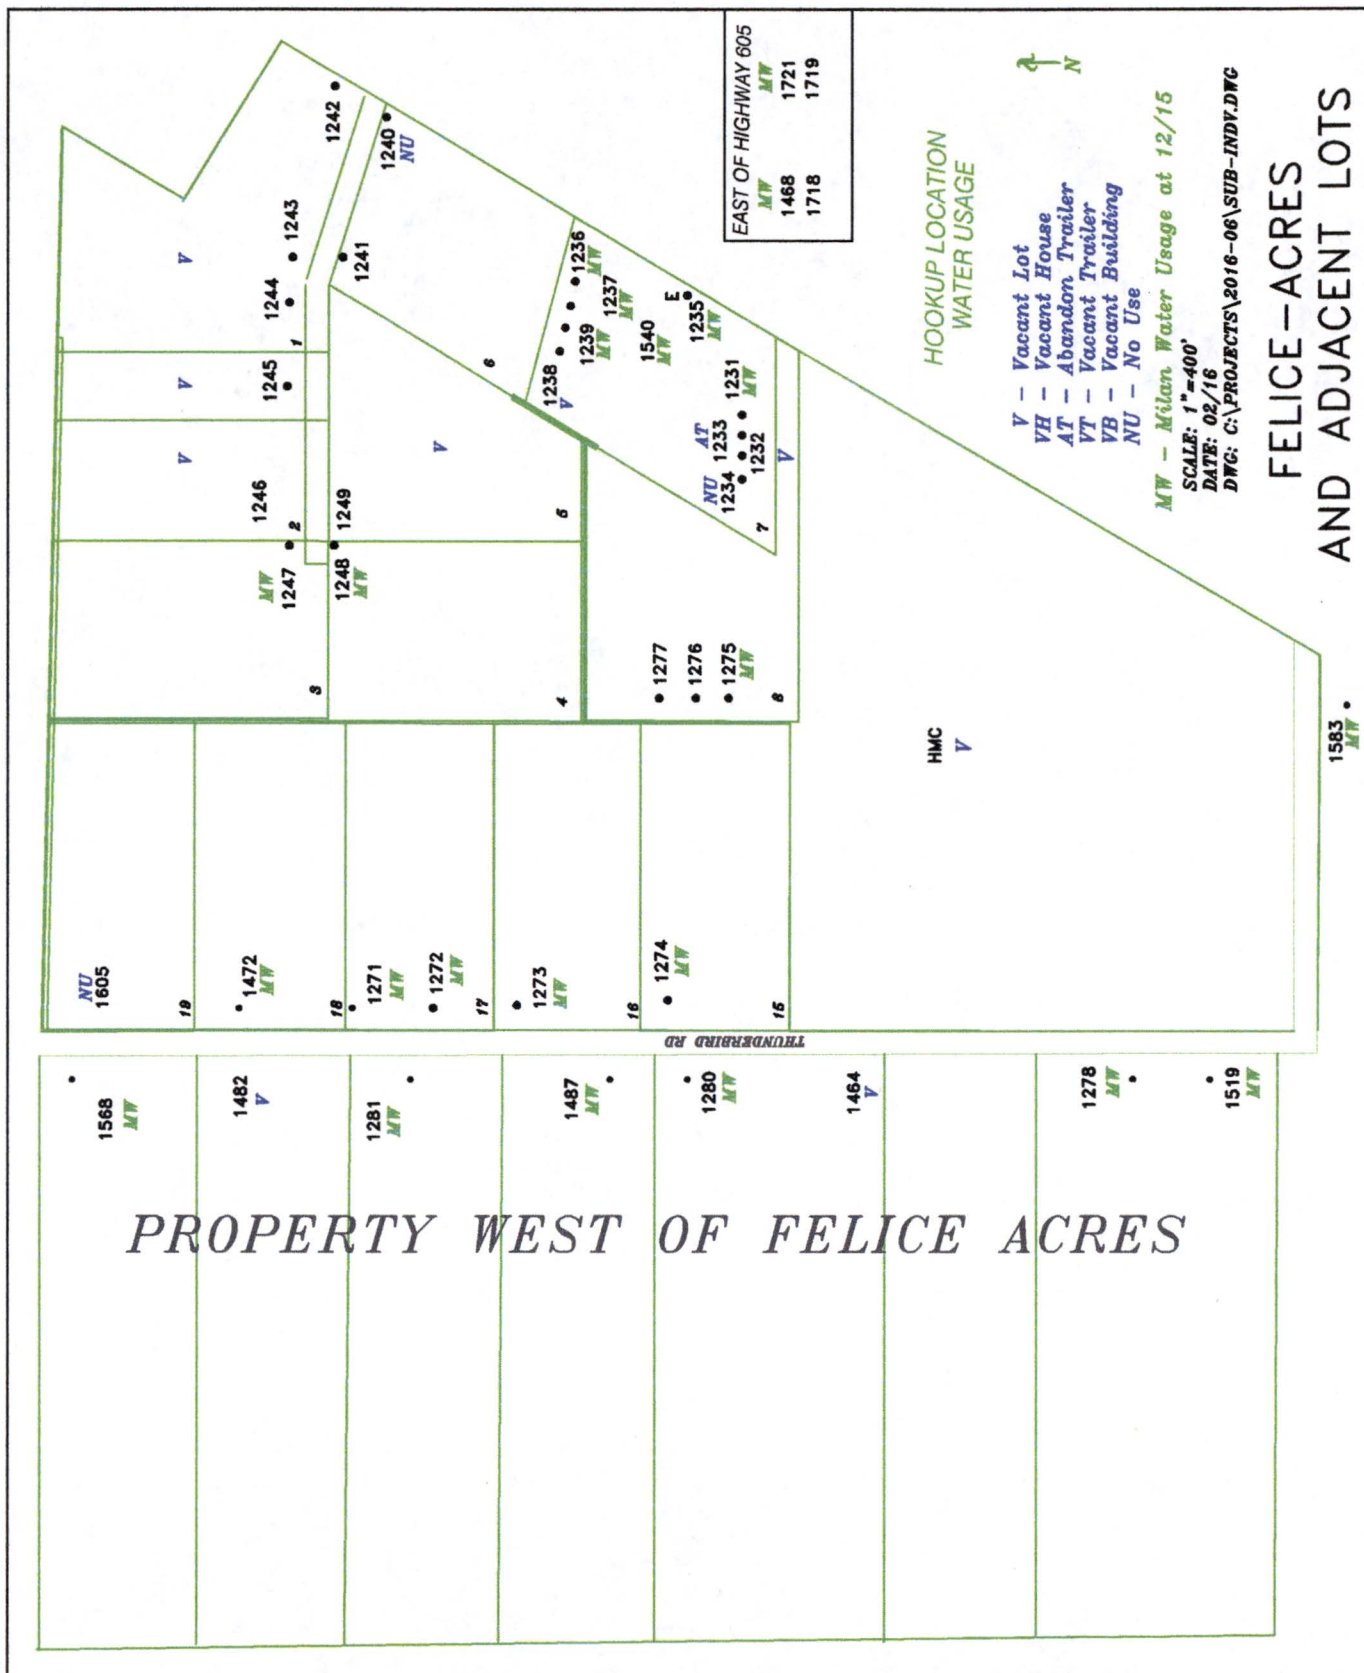 EAST OF HIGHWAY 605
MW MW
1468 1721
1718 1719
V
V
V
1242
1240
NU
1243
1244
1241
1245
1
6
1236
MW
1237
MW
1239
MW
1238
V
1540
MW
E
1235
MW
1231
MW
AT
1233
1232
NU
1234
V
7
V
1246
2
1249
5
MW
1247
1248
MW
3
4
1277
1276
1275
MW
8
HMC
V
1583
MW
NU
1605
19
1472
MW
18
1271
MW
1272
MW
17
1273
MW
16
1274
MW
15
THUNDERBIRD RD
1568
MW
1482
V
1281
MW
1487
MW
1280
MW
1464
V
1278
MW
1519
MW
PROPERTY WEST OF FELICE ACRES
N
HOOKUP LOCATION
WATER USAGE
V - Vacant Lot
VH - Vacant House
AT - Abandon Trailer
VT - Vacant Trailer
VB - Vacant Building
NU - No Use
MW - Milan Water Usage at 12/15
SCALE: 1"=400'
DATE: 02/16
DWG: C:\PROJECTS\2016-06\SUB-INDV.DWG
FELICE-ACRES
AND ADJACENT LOTS